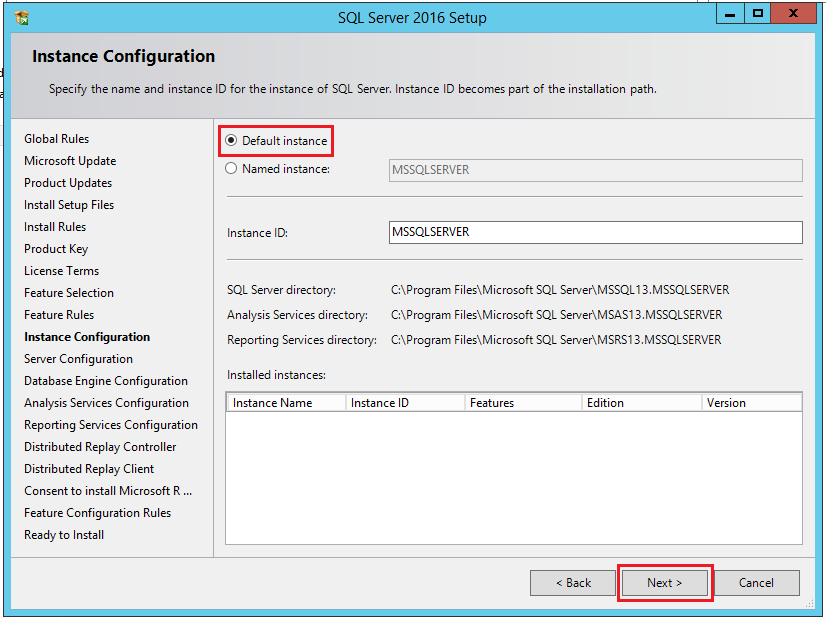 SQL Server 2016 Setup
Instance Configuration
Specify the name and instance ID for the instance of SQL Server. Instance ID becomes part of the installation path.
Global Rules
Microsoft Update
Product Updates
Install Setup Files
Install Rules
Product Key
License Terms
Feature Selection
Feature Rules
Instance Configuration
Server Configuration
Database Engine Configuration
Analysis Services Configuration
Reporting Services Configuration
Distributed Replay Controller
Distributed Replay Client
Consent to install Microsoft R ...
Feature Configuration Rules
Ready to Install
Default instance
Named instance: MSSQLSERVER
Instance ID: MSSQLSERVER
SQL Server directory: C:\Program Files\Microsoft SQL Server\MSSQL13.MSSQLSERVER
Analysis Services directory: C:\Program Files\Microsoft SQL Server\MSAS13.MSSQLSERVER
Reporting Services directory: C:\Program Files\Microsoft SQL Server\MSRS13.MSSQLSERVER
Installed instances:
Instance Name Instance ID Features Edition Version
< Back Next > Cancel